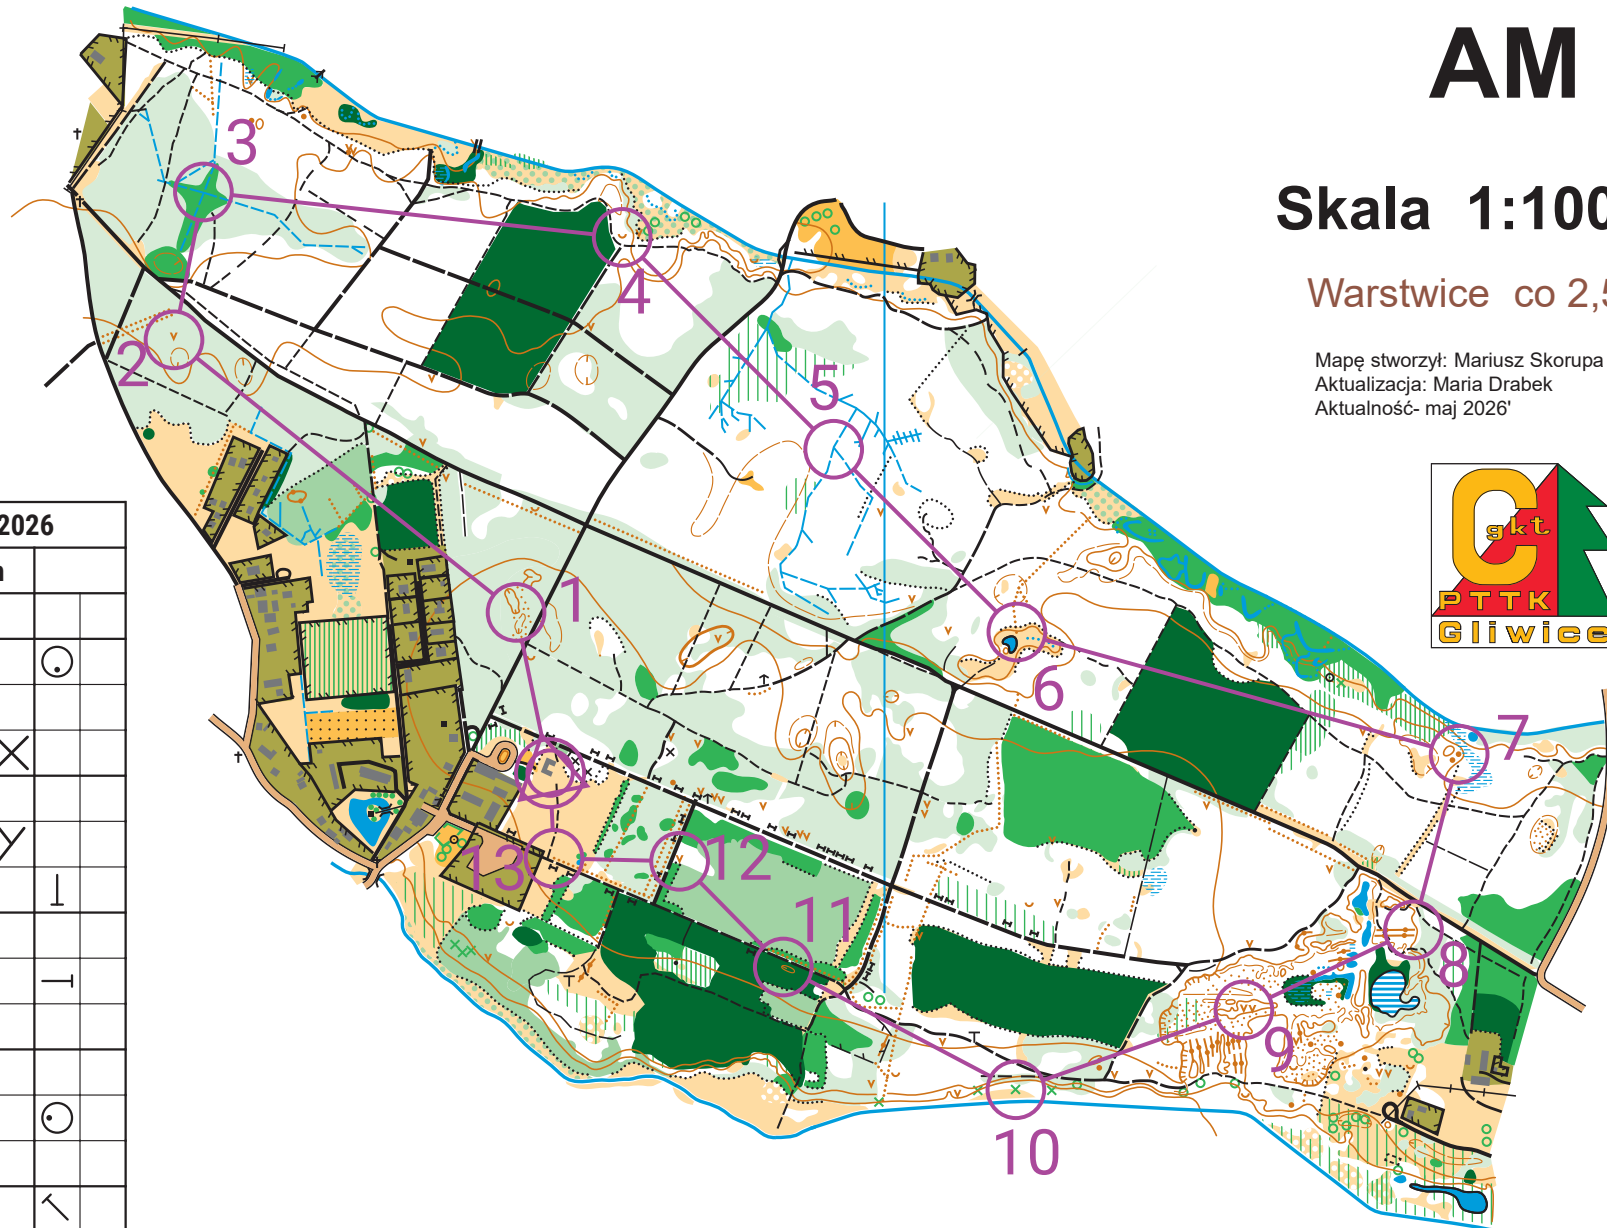 AM
Skala 1:100
Warstwice co 2,5
Mapę stworzył: Mariusz Skorupa
Aktualizacja: Maria Drabek
Aktualność- maj 2026'
gkt
PTTK
Gliwice
2026
3
4
2
5
1
6
7
12
13
11
8
9
10